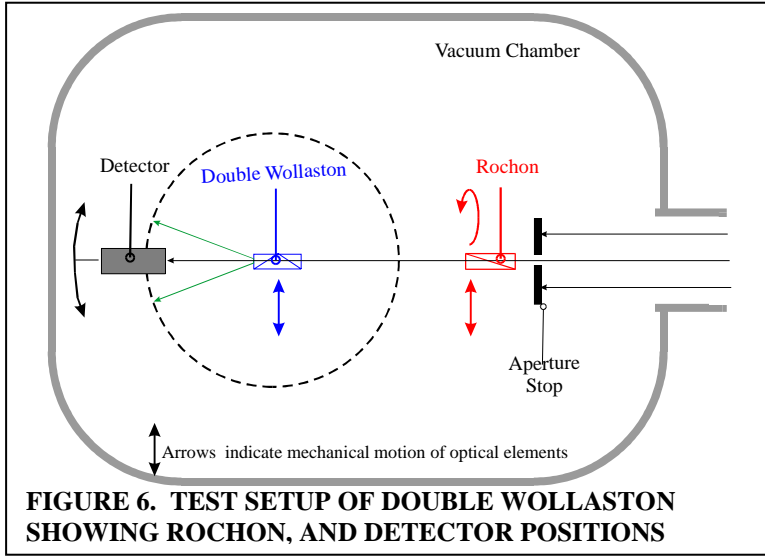 Vacuum Chamber
Detector
Double Wollaston
Rochon
Aperture
Stop
Arrows indicate mechanical motion of optical elements
FIGURE 6. TEST SETUP OF DOUBLE WOLLASTON
SHOWING ROCHON, AND DETECTOR POSITIONS